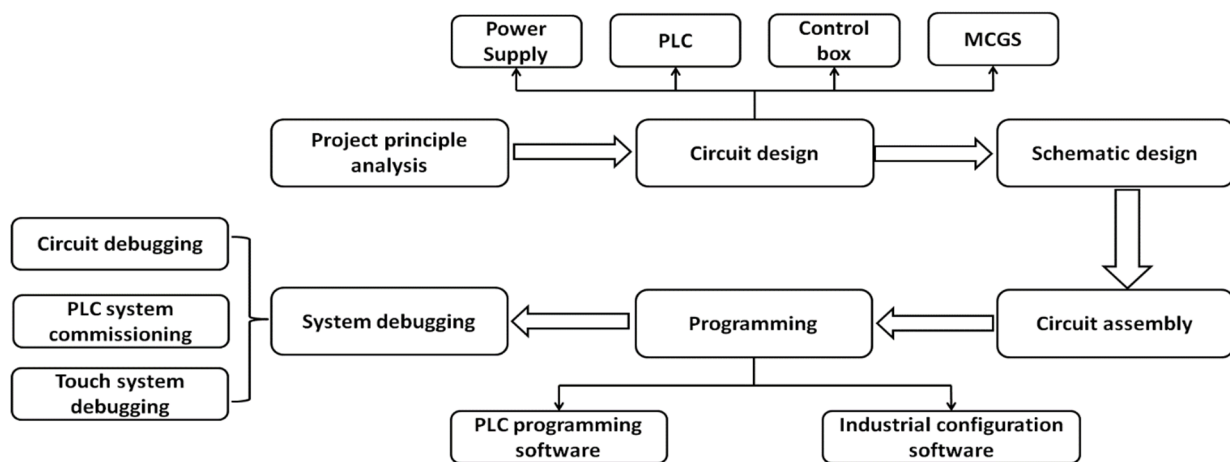 Power
Supply
PLC
Control
box
MCGS
Project principle
analysis
Circuit design
Schematic design
Circuit debugging
PLC system
commissioning
Touch system
debugging
System debugging
Programming
Circuit assembly
PLC programming
software
Industrial configuration
software